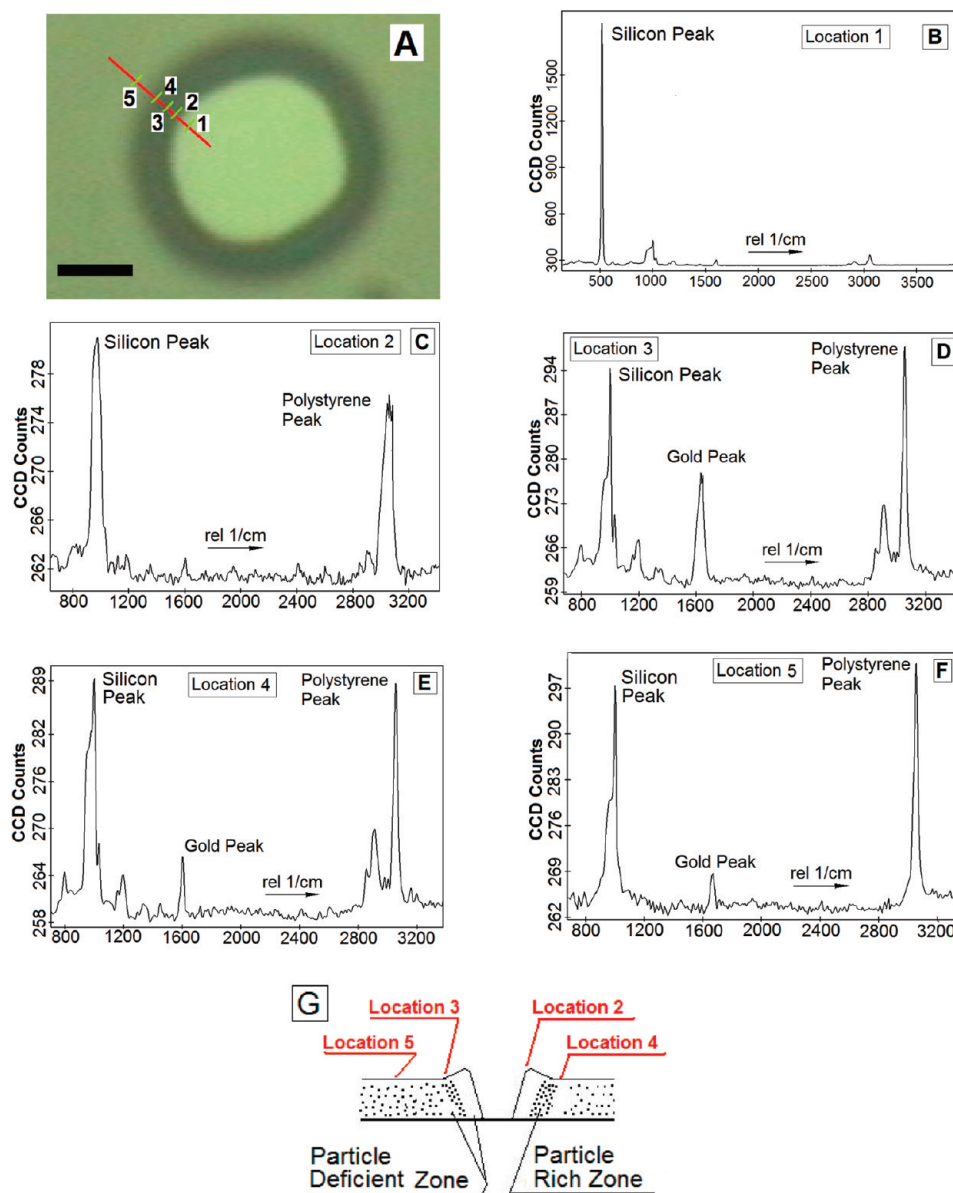 A
5
4
3
2
1
B
Silicon Peak
Location 1
CCD Counts
300 600 900 1200 1500
rel 1/cm
500 1000 1500 2000 2500 3000 3500
Silicon Peak
Location 2
C
Polystyrene
Peak
CCD Counts
262 266 270 274 278
rel 1/cm
800 1200 1600 2000 2400 2800 3200
Location 3
Silicon Peak
Polystyrene
Peak
D
Gold Peak
CCD Counts
259 266 273 280 287 294
rel 1/cm
800 1200 1600 2000 2400 2800 3200
Silicon
Peak
Location 4
Polystyrene
Peak
E
Gold Peak
CCD Counts
258 264 270 276 282 289
rel 1/cm
800 1200 1600 2000 2400 2800 3200
Silicon
Peak
Location 5
Polystyrene
Peak
F
Gold Peak
CCD Counts
262 269 276 283 290 297
rel 1/cm
800 1200 1600 2000 2400 2800 3200
G
Location 3
Location 2
Location 5
Location 4
Particle
Deficient Zone
Particle
Rich Zone